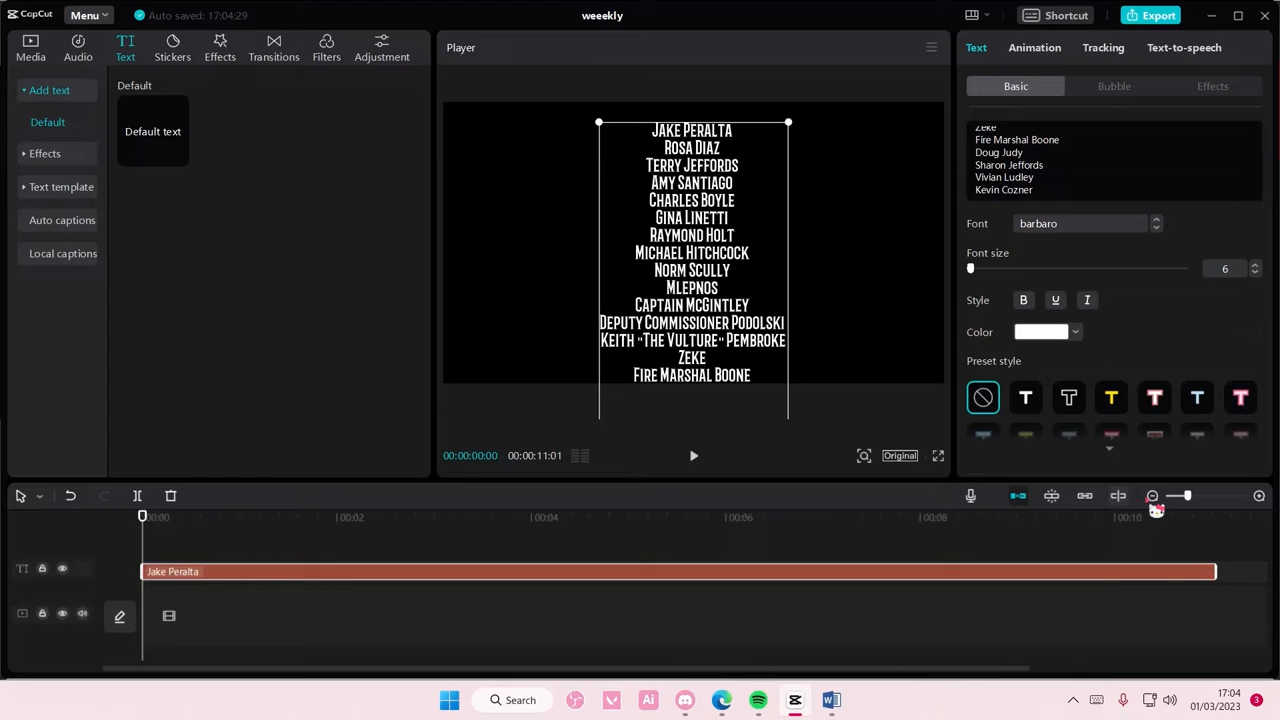 CapCut
Menu
Auto saved: 17:04:29
weeekly
Shortcut
Export
Media
Audio
TI
Text
Stickers
Effects
Transitions
Filters
Adjustment
Add text
Default
Effects
Text template
Auto captions
Local captions
Default
Default text
Player
JAKE PERALTA
ROSA DIAZ
TERRY JEFFORDS
AMY SANTIAGO
CHARLES BOYLE
GINA LINETTI
RAYMOND HOLT
MICHAEL HITCHCOCK
NORM SCULLY
MLEPNOS
CAPTAIN MCGINTLEY
DEPUTY COMMISSIONER PODOLSKI
KEITH "THE VULTURE" PEMBROKE
ZEKE
FIRE MARSHAL BOONE
00:00:00:00
00:00:11:01
Original
Text
Animation
Tracking
Text-to-speech
Basic
Bubble
Effects
Zeke
Fire Marshal Boone
Doug Judy
Sharon Jeffords
Vivian Ludley
Kevin Cozner
Font
barbaro
Font size
6
Style
B
U
I
Color
Preset style
T
T
T
T
T
T
00:00
00:02
00:04
00:06
00:08
00:10
TI
Jake Peralta
Search
Ai
17:04
01/03/2023
3